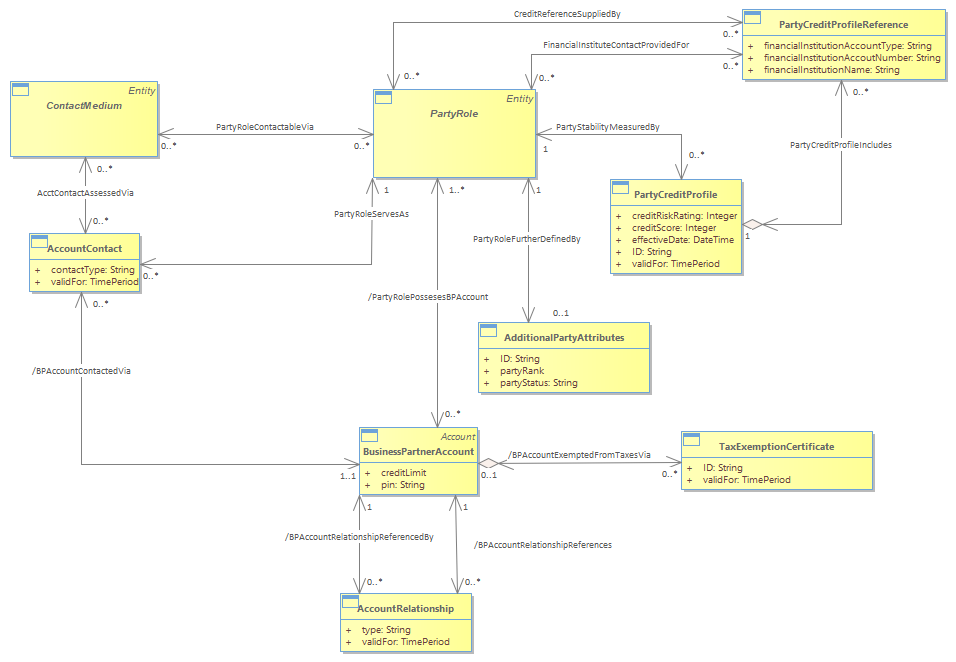 CreditReferenceSuppliedBy
0..*
0..*
PartyCreditProfileReference
+ financialInstitutionAccountType: String
+ financialInstitutionAccoutNumber: String
+ financialInstitutionName: String
FinancialInstituteContactProvidedFor
0..*
0..*
Entity
ContactMedium
Entity
PartyRole
PartyRoleContactableVia
0..*
0..*
PartyStabilityMeasuredBy
1
0..*
0..*
PartyCreditProfileIncludes
1
PartyCreditProfile
+ creditRiskRating: Integer
+ creditScore: Integer
+ effectiveDate: DateTime
+ ID: String
+ validFor: TimePeriod
0..*
AcctContactAssessedVia
0..*
AccountContact
+ contactType: String
+ validFor: TimePeriod
1
PartyRoleServesAs
0..*
1..*
/PartyRolePossesesBPAccount
0..*
1
PartyRoleFurtherDefinedBy
0..1
AdditionalPartyAttributes
+ ID: String
+ partyRank
+ partyStatus: String
0..*
/BPAccountContactedVia
1..1
Account
BusinessPartnerAccount
+ creditLimit
+ pin: String
/BPAccountExemptedFromTaxesVia
0..1
0..*
TaxExemptionCertificate
+ ID: String
+ validFor: TimePeriod
1
1
/BPAccountRelationshipReferencedBy
/BPAccountRelationshipReferences
0..*
0..*
AccountRelationship
+ type: String
+ validFor: TimePeriod